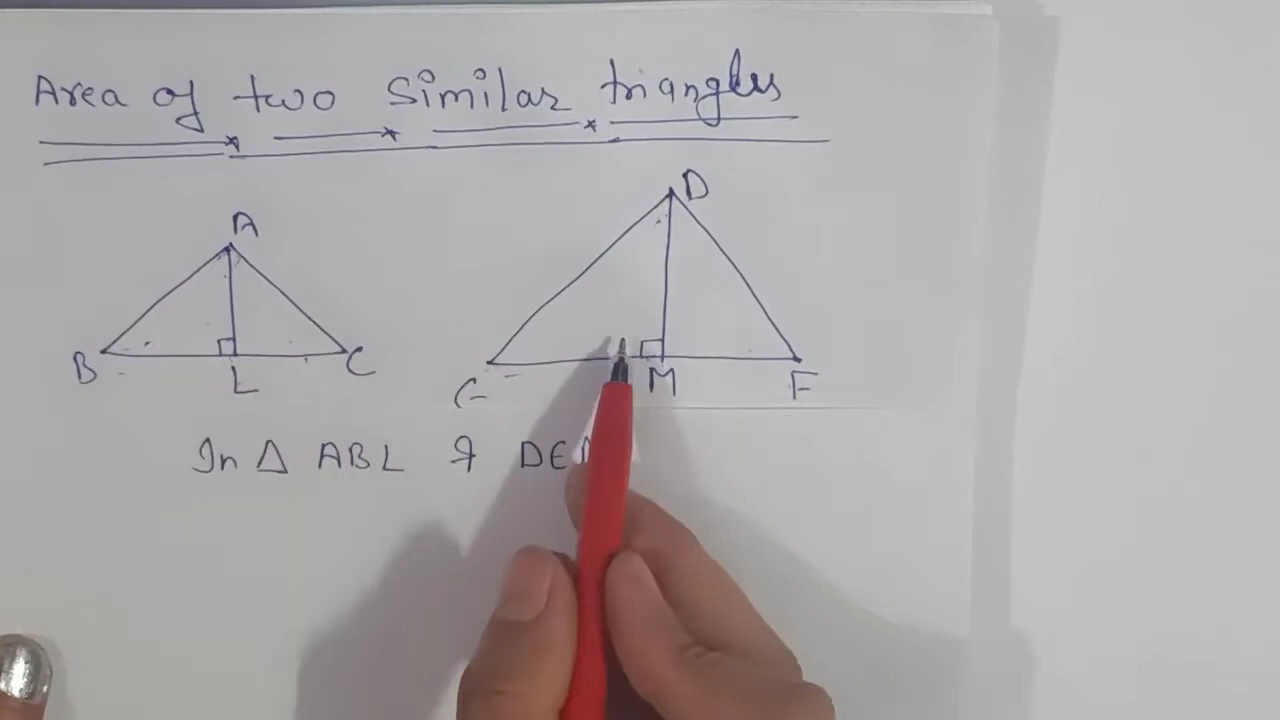 Area of two Similar triangles
D
A
B
L
C
M
F
In Δ ABL & DE